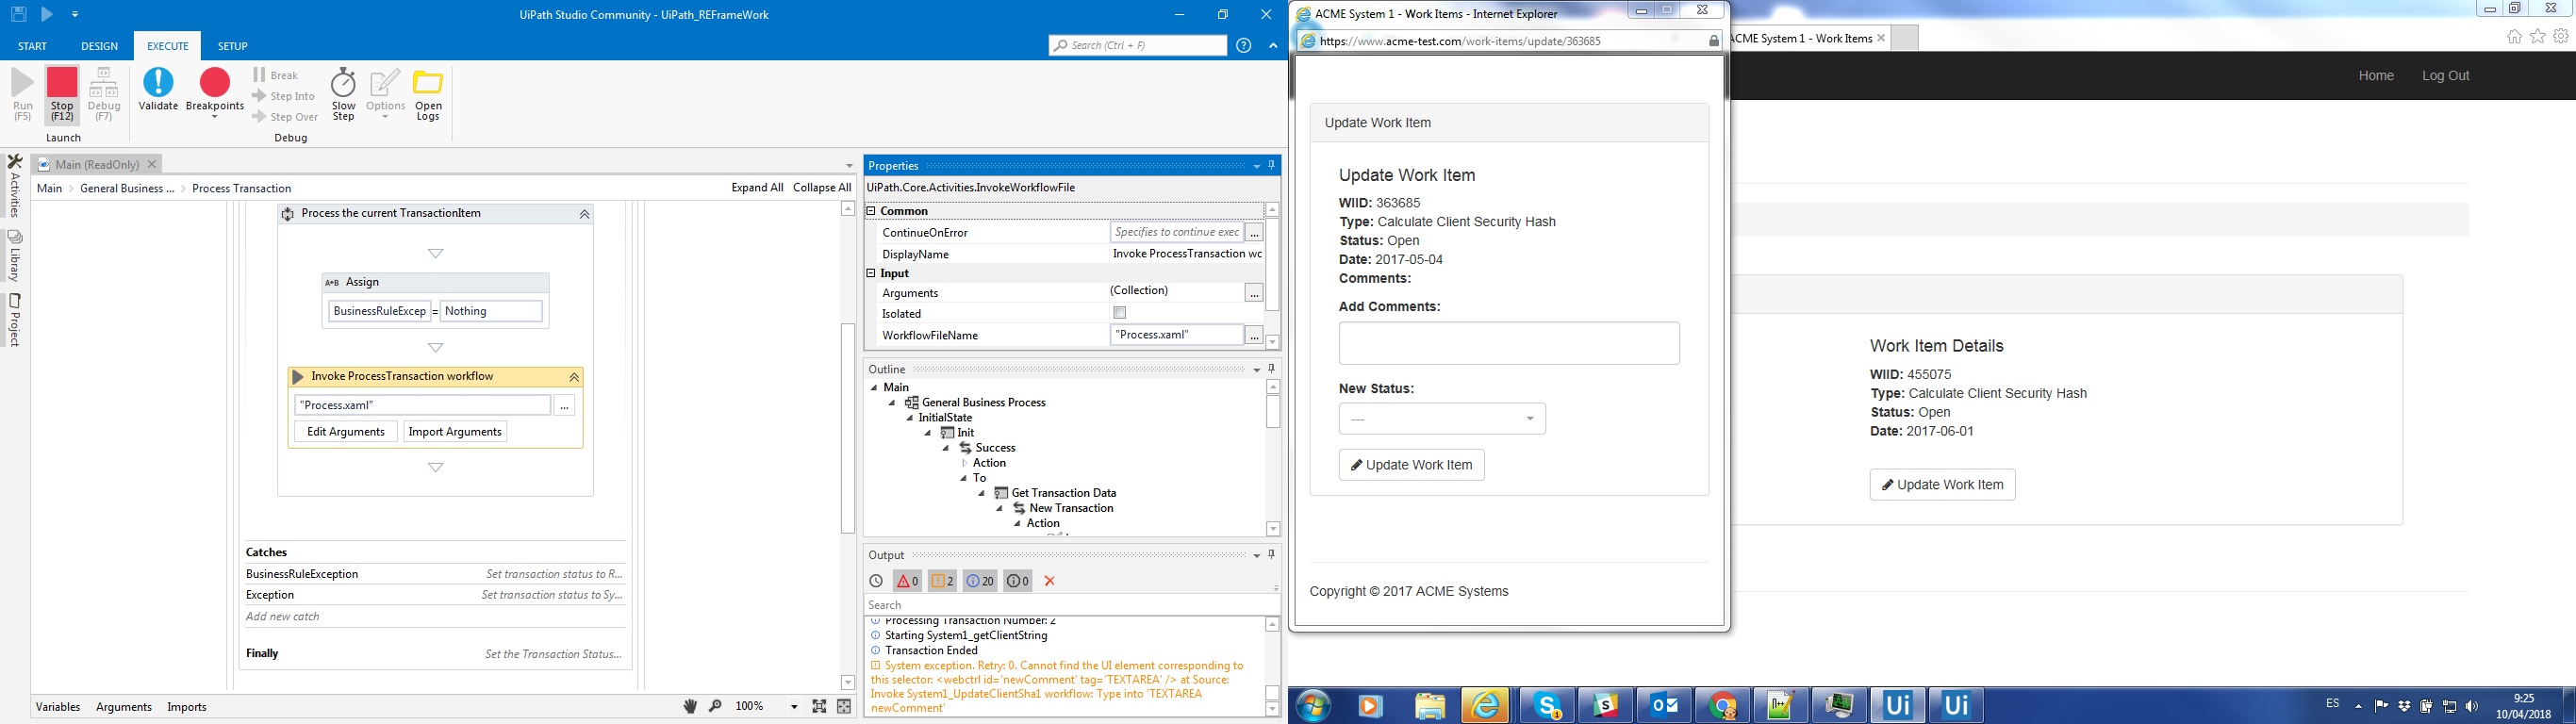 UiPath Studio Community - UiPath_REFrameWork
START DESIGN EXECUTE SETUP
Search (Ctrl + F)
Run (F5)
Stop (F12)
Debug (F7)
Launch
Validate
Breakpoints
Break
Step Into
Step Over
Slow Step
Options
Open Logs
Debug
Activities
Library
Project
Main (ReadOnly)
Main > General Business ... > Process Transaction
Expand All Collapse All
Process the current TransactionItem
A+B Assign
BusinessRuleExcep = Nothing
Invoke ProcessTransaction workflow
"Process.xaml" ...
Edit Arguments Import Arguments
Catches
BusinessRuleException Set transaction status to R...
Exception Set transaction status to Sy...
Add new catch
Finally Set the Transaction Status...
Variables Arguments Imports
100%
Properties
UiPath.Core.Activities.InvokeWorkflowFile
Common
ContinueOnError Specifies to continue exec ...
DisplayName Invoke ProcessTransaction wc
Input
Arguments (Collection) ...
Isolated
WorkflowFileName "Process.xaml" ...
Outline
Main
General Business Process
InitialState
Init
Success
Action
To
Get Transaction Data
New Transaction
Action
Output
0 2 20 0
Search
Processing Transaction Number: 2
Starting System1_getClientString
Transaction Ended
System exception. Retry: 0. Cannot find the UI element corresponding to
this selector: <webctrl id='newComment' tag='TEXTAREA' /> at Source:
Invoke System1_UpdateClientSha1 workflow: Type into 'TEXTAREA
newComment'
ACME System 1 - Work Items - Internet Explorer
https://www.acme-test.com/work-items/update/363685
Update Work Item
Update Work Item
WIID: 363685
Type: Calculate Client Security Hash
Status: Open
Date: 2017-05-04
Comments:
Add Comments:
New Status:
---
Update Work Item
Copyright © 2017 ACME Systems
ACME System 1 - Work Items
Home Log Out
Work Item Details
WIID: 455075
Type: Calculate Client Security Hash
Status: Open
Date: 2017-06-01
Update Work Item
ES
9:25
10/04/2018